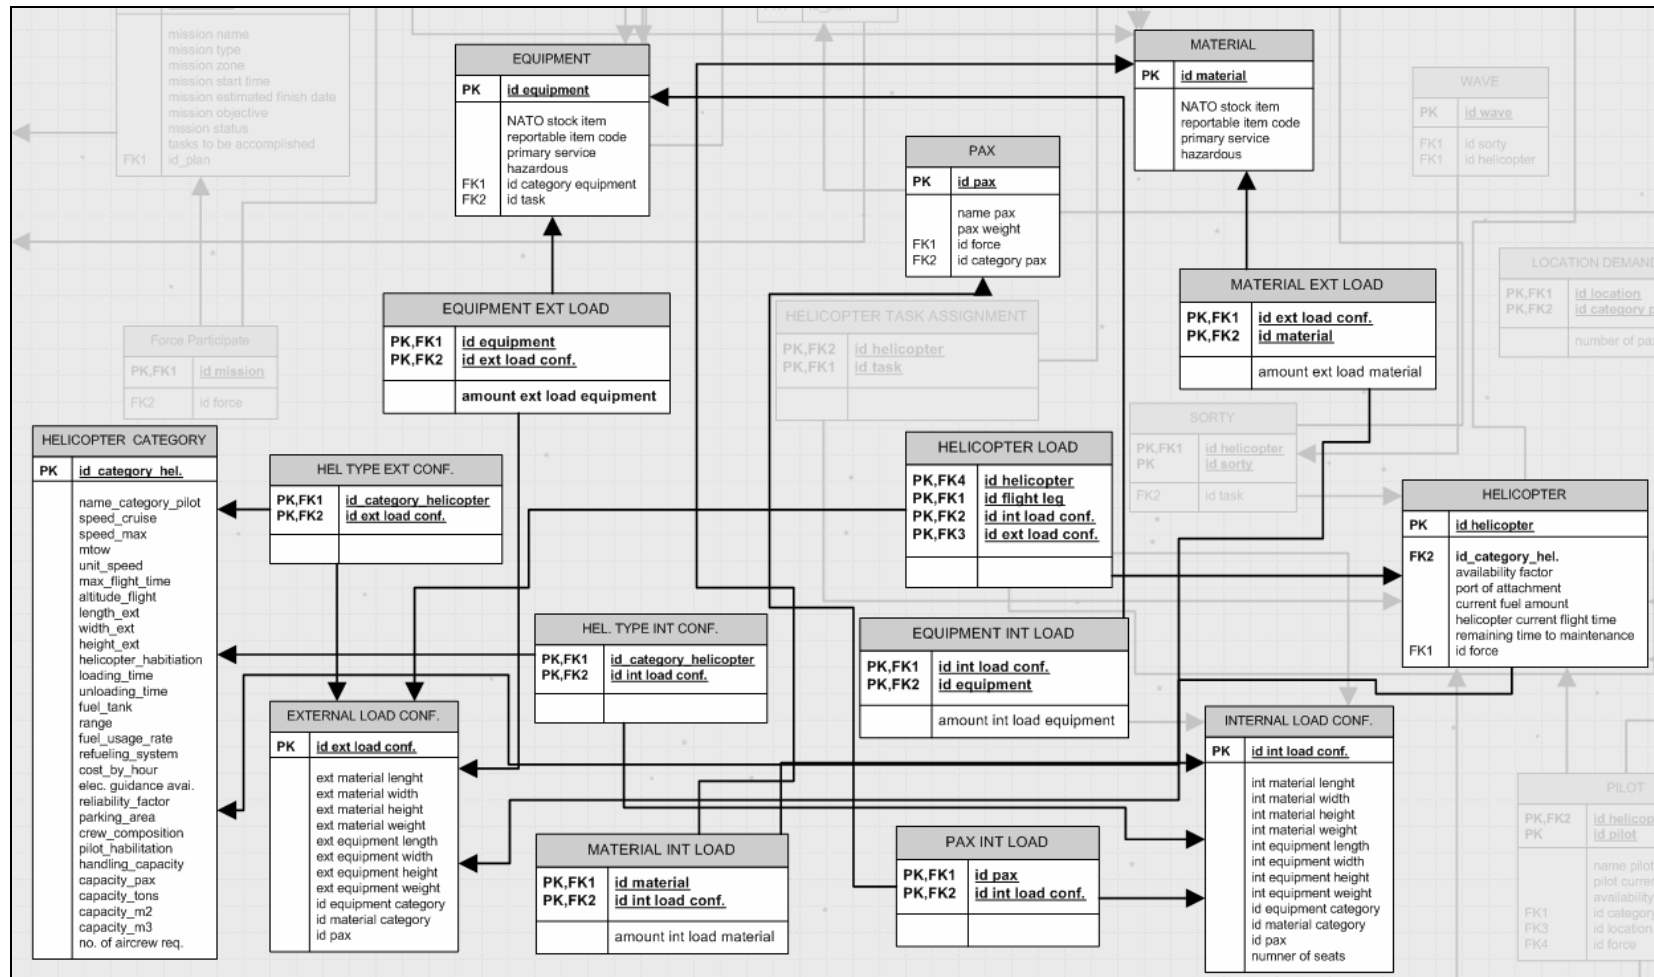 mission name
mission type
mission zone
mission start time
mission estimated finish date
mission objective
mssion status
tasks to be accomplished
FK1 id_plan
EQUIPMENT
PK id equipment
NATO stock item
reportable item code
primary service
hazardous
FK1 id category equipment
FK2 id task
MATERIAL
PK id material
NATO stock item
reportable item code
primary service
hazardous
WAVE
PK id wave
FK1 id sorty
FK1 id helicopter
PAX
PK id pax
name pax
pax weight
FK1 id force
FK2 id category pax
EQUIPMENT EXT LOAD
PK,FK1 id equipment
PK,FK2 id ext load conf.
amount ext load equipment
HELICOPTER TASK ASSIGNMENT
PK,FK2 id helicopter
PK,FK1 id task
MATERIAL EXT LOAD
PK,FK1 id ext load conf.
PK,FK2 id material
amount ext load material
LOCATION DEMAND
PK,FK1 id location
PK,FK2 id category
number of
Force Participate
PK,FK1 id mission
FK2 id force
HELICOPTER CATEGORY
PK id_category_hel.
name_category_pilot
speed_cruise
speed_max
mtow
unit_speed
max_flight_time
altitude_flight
length_ext
width_ext
height_ext
helicopter_habitiation
loading_time
unloading_time
fuel_tank
range
fuel_usage_rate
refueling_system
cost_by_hour
elec. guidance avai.
reliability_factor
parking_area
crew_composition
pilot_habilitation
handling_capacity
capacity_pax
capacity_tons
capacity_m2
capacity_m3
no. of aircrew req.
HEL TYPE EXT CONF.
PK,FK1 id_category_helicopter
PK,FK2 id ext load conf.
HELICOPTER LOAD
PK,FK4 id helicopter
PK,FK1 id flight leg
PK,FK2 id int load conf.
PK,FK3 id ext load conf.
SORTY
PK,FK1 id helicopter
PK id sorty
FK2 id task
HELICOPTER
PK id helicopter
FK2 id_category_hel.
availability factor
port of attachment
current fuel amount
helicopter current flight time
remaining time to maintenance
FK1 id force
HEL. TYPE INT CONF.
PK,FK1 id_category_helicopter
PK,FK2 id int load conf.
EQUIPMENT INT LOAD
PK,FK1 id int load conf.
PK,FK2 id equipment
amount int load equipment
EXTERNAL LOAD CONF.
PK id ext load conf.
ext material lenght
ext material width
ext material height
ext material weight
ext equipment length
ext equipment width
ext equipment height
ext equipment weight
id equipment category
id material category
id pax
INTERNAL LOAD CONF.
PK id int load conf.
int material lenght
int material width
int material height
int material weight
int equipment length
int equipment width
int equipment height
int equipment weight
id equipment category
id material category
id pax
numner of seats
MATERIAL INT LOAD
PK,FK1 id material
PK,FK2 id int load conf.
amount int load material
PAX INT LOAD
PK,FK1 id pax
PK,FK2 id int load conf.
PILOT
PK,FK2 id helicop
PK id pilot
name pilot
pilot curren
availability
FK1 id category
FK3 id location
FK4 id force